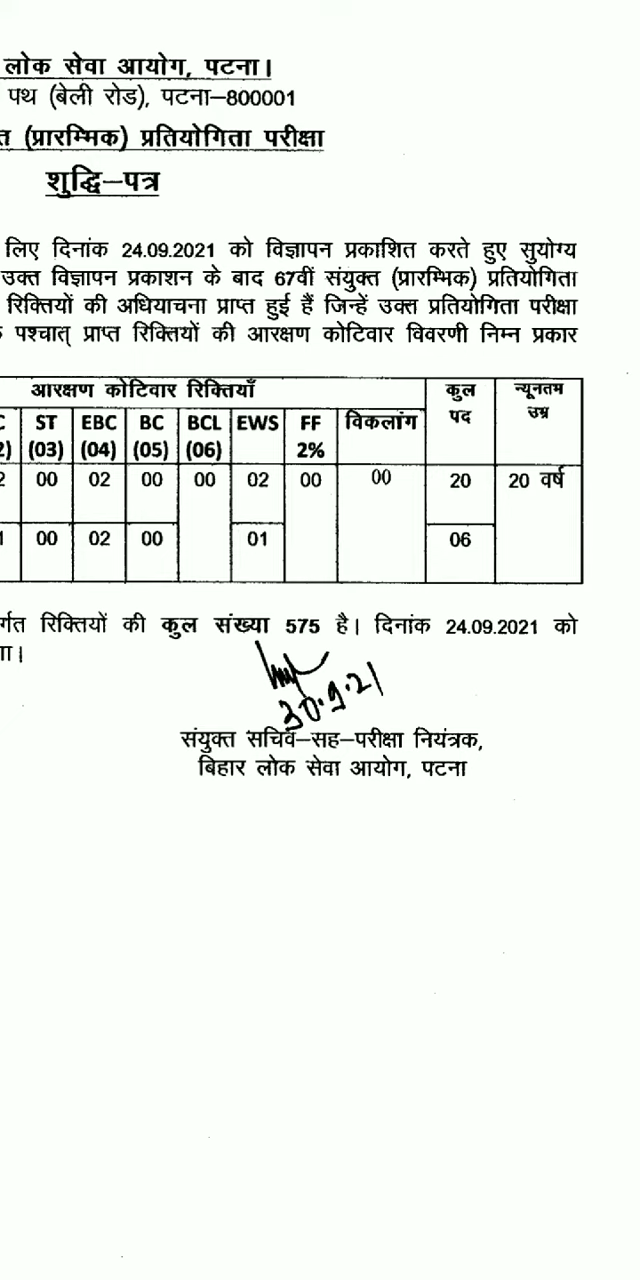 लोक सेवा आयोग, पटना।
पथ (बेली रोड), पटना–800001
त (प्रारम्मिक) प्रतियोगिता परीक्षा
शुद्धि–पत्र
लिए दिनांक 24.09.2021 को विज्ञापन प्रकाशित करते हुए सुयोग्य
उक्त विज्ञापन प्रकाशन के बाद 67वीं संयुक्त (प्रारम्मिक) प्रतियोगिता
रिक्तियों की अधियाचना प्राप्त हुई हैं जिन्हें उक्त प्रतियोगिता परीक्षा
पश्चात् प्राप्त रिक्तियों की आरक्षण कोटिवार विवरणी निम्न प्रकार
आरक्षण कोटिवार रिक्तियाँ कुल पद न्यूनतम उम्र
C ST EBC BC BCL EWS FF विकलांग
2) (03) (04) (05) (06) 2%
2 00 02 00 00 02 00 00 20 20 वर्ष
1 00 02 00 01 06
र्गत रिक्तियों की कुल संख्या 575 है। दिनांक 24.09.2021 को
गा।
30.9.21
संयुक्त सचिव–सह–परीक्षा नियंत्रक,
बिहार लोक सेवा आयोग, पटना